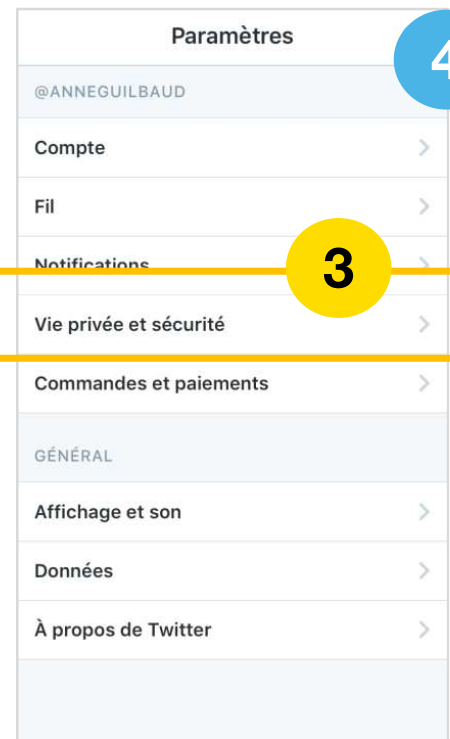 Paramètres
4
@ANNEGUILBAUD
Compte
Fil
Notifications
3
Vie privée et sécurité
Commandes et paiements
GÉNÉRAL
Affichage et son
Données
À propos de Twitter